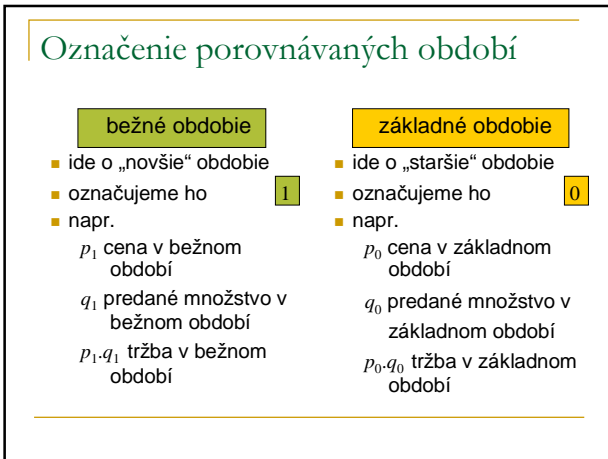 Označenie porovnávaných období
bežné obdobie
ide o „novšie“ obdobie
označujeme ho 1
napr.
p₁ cena v bežnom
období
q₁ predané množstvo v
bežnom období
p₁.q₁ tržba v bežnom
období
základné obdobie
ide o „staršie“ obdobie
označujeme ho 0
napr.
p₀ cena v základnom
období
q₀ predané množstvo v
základnom období
p₀.q₀ tržba v základnom
období